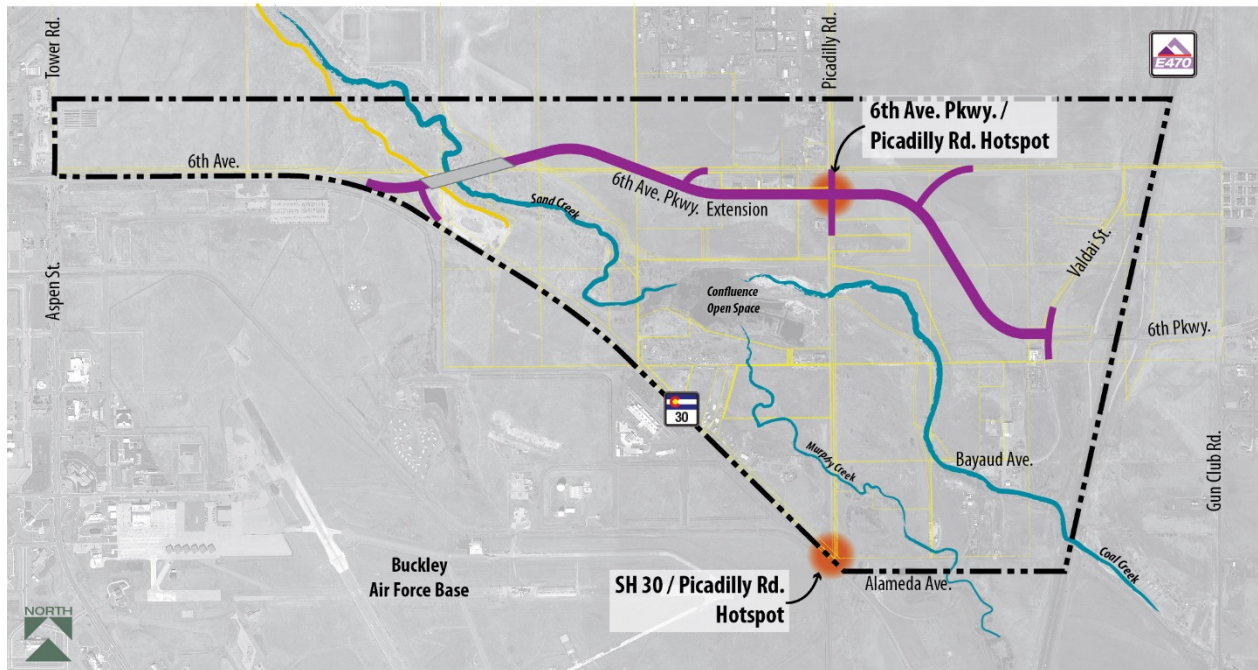 Tower Rd.
Picadilly Rd.
E470
6th Ave. Pkwy. /
Picadilly Rd. Hotspot
6th Ave.
6th Ave. Pkwy.
Extension
Sand Creek
Aspen St.
Valdai St.
Confluence
Open Space
6th Pkwy.
30
Murphy Creek
Bayaud Ave.
Gun Club Rd.
Buckley
Air Force Base
SH 30 / Picadilly Rd.
Hotspot
Alameda Ave.
Coal Creek
NORTH